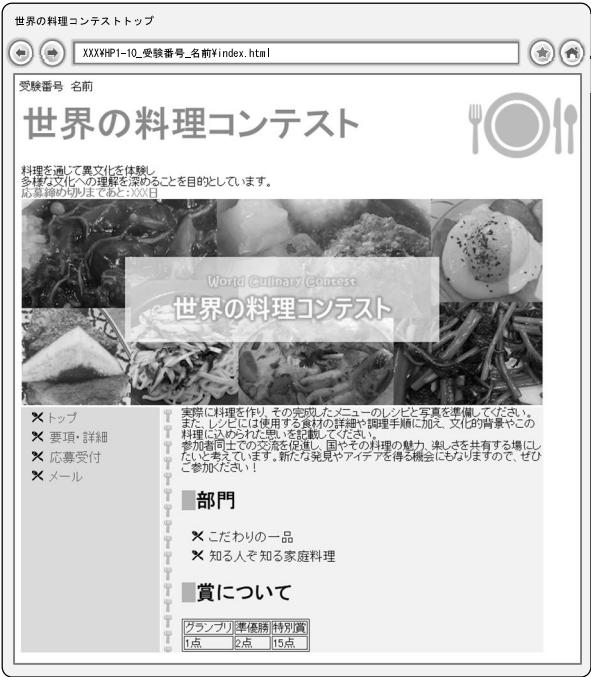 世界の料理コンテストトップ
XXX¥HP1-10_受験番号_名前¥index.html
受験番号 名前
世界の料理コンテスト
料理を通じて異文化を体験し
多様な文化への理解を深めることを目的としています。
応募締め切りまであと:XXX日
World Culinary Contest
世界の料理コンテスト
トップ
要項・詳細
応募受付
メール
実際に料理を作り、その完成したメニューのレシピと写真を準備してください。
また、レシピには使用する食材の詳細や調理手順に加え、文化的背景やこの
料理に込められた思いを記載してください。
参加者同士での交流を促進し、国やその料理の魅力、楽しさを共有する場にし
たいと考えています。新たな発見やアイデアを得る機会にもなりますので、ぜひ
ご参加ください！
部門
こだわりの一品
知る人ぞ知る家庭料理
賞について
グランプリ 準優勝 特別賞
1点 2点 15点